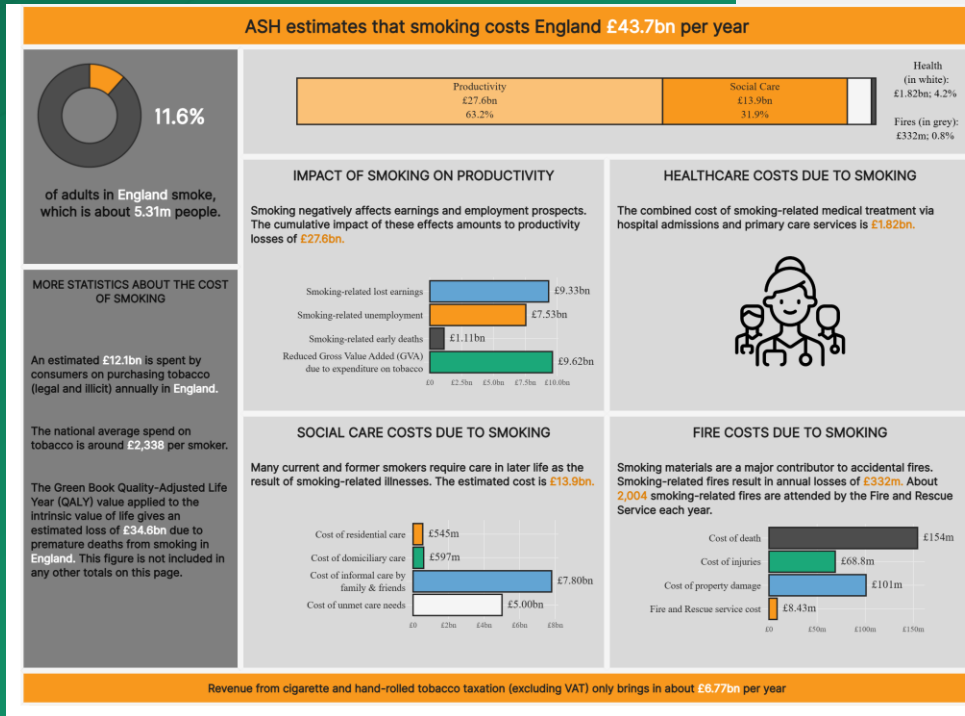 ASH estimates that smoking costs England £43.7bn per year
11.6%
of adults in England smoke,
which is about 5.31m people.
Productivity
£27.6bn
63.2%
Social Care
£13.9bn
31.9%
Health
(in white):
£1.82bn; 4.2%
Fires (in grey):
£332m; 0.8%
MORE STATISTICS ABOUT THE COST
OF SMOKING
An estimated £12.1bn is spent by
consumers on purchasing tobacco
(legal and illicit) annually in England.
The national average spend on
tobacco is around £2,338 per smoker.
The Green Book Quality-Adjusted Life
Year (QALY) value applied to the
intrinsic value of life gives an
estimated loss of £34.6bn due to
premature deaths from smoking in
England. This figure is not included in
any other totals on this page.
IMPACT OF SMOKING ON PRODUCTIVITY
Smoking negatively affects earnings and employment prospects.
The cumulative impact of these effects amounts to productivity
losses of £27.6bn.
Smoking-related lost earnings £9.33bn
Smoking-related unemployment £7.53bn
Smoking-related early deaths £1.11bn
Reduced Gross Value Added (GVA)
due to expenditure on tobacco £9.62bn
£0 £2.5bn £5.0bn £7.5bn £10.0bn
HEALTHCARE COSTS DUE TO SMOKING
The combined cost of smoking-related medical treatment via
hospital admissions and primary care services is £1.82bn.
SOCIAL CARE COSTS DUE TO SMOKING
Many current and former smokers require care in later life as the
result of smoking-related illnesses. The estimated cost is £13.9bn.
Cost of residential care £545m
Cost of domiciliary care £597m
Cost of informal care by
family & friends £7.80bn
Cost of unmet care needs £5.00bn
£0 £2bn £4bn £6bn £8bn
FIRE COSTS DUE TO SMOKING
Smoking materials are a major contributor to accidental fires.
Smoking-related fires result in annual losses of £332m. About
2,004 smoking-related fires are attended by the Fire and Rescue
Service each year.
Cost of death £154m
Cost of injuries £68.8m
Cost of property damage £101m
Fire and Rescue service cost £8.43m
£0 £50m £100m £150m
Revenue from cigarette and hand-rolled tobacco taxation (excluding VAT) only brings in about £6.77bn per year